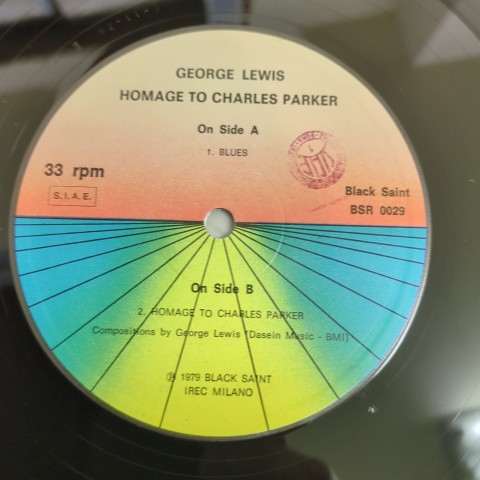 GEORGE LEWIS
HOMAGE TO CHARLES PARKER
On Side A
1. BLUES
33 rpm
S.I.A.E.
Black Saint
BSR 0029
On Side B
2. HOMAGE TO CHARLES PARKER
Compositions by George Lewis (Dasein Music - BMI)
℗ 1979 BLACK SAINT
IREC MILANO